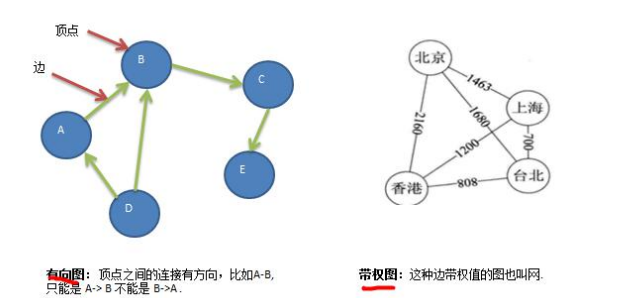 顶点
边
B
C
A
E
D
有向图：顶点之间的连接有方向，比如A-B,
只能是 A-> B 不能是 B->A .
北京
1463
上海
2160
1680
1200
700
香港
808
台北
带权图：这种边带权值的图也叫网.